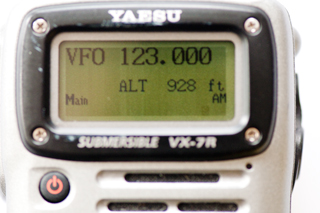 YAESU
VFO 123.000
ALT 928 ft
Main AM
SUBMERSIBLE VX-7R